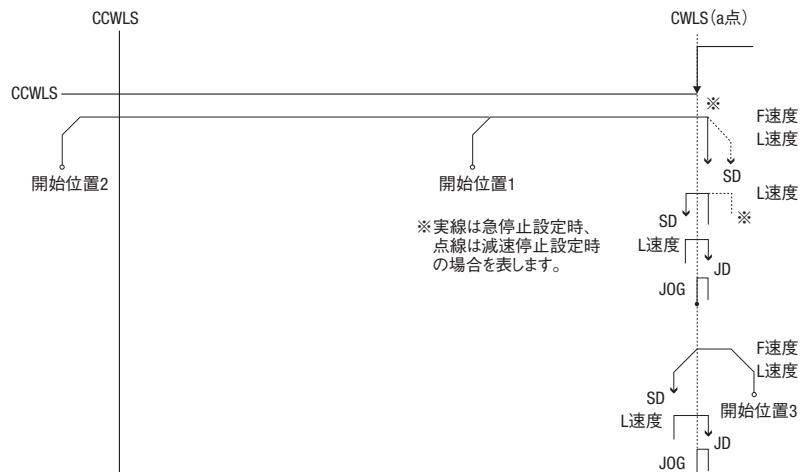 CCWLS
CWLS(a点)
CCWLS
※
F速度
L速度
開始位置2
開始位置1
SD
L速度
※実線は急停止設定時、
点線は減速停止設定時
の場合を表します。
SD
※
L速度
JD
JOG
F速度
L速度
SD
開始位置3
L速度
JD
JOG